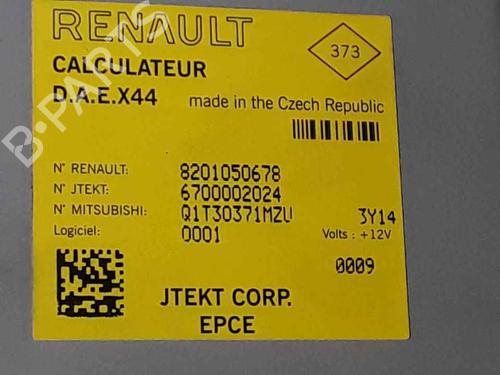 RENAULT
373
CALCULATEUR
D.A.E.X44
made in the Czech Republic
N° RENAULT: 8201050678
N° JTEKT: 6700002024
N° MITSUBISHI: Q1T30371MZU 3Y14
Logiciel: 0001 Volts : +12V
0009
JTEKT CORP.
EPCE
B-PARTS